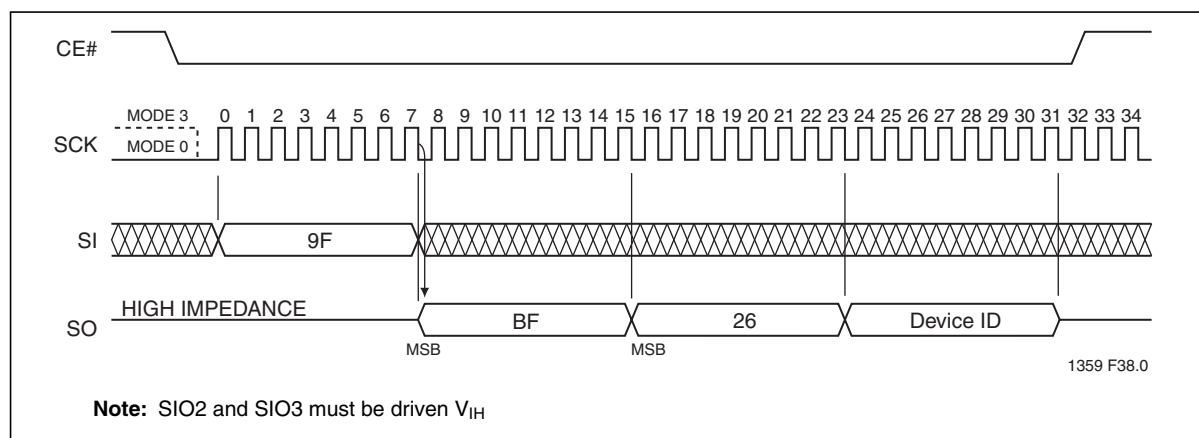 CE#
MODE 3
0 1 2 3 4 5 6 7 8 9 10 11 12 13 14 15 16 17 18 19 20 21 22 23 24 25 26 27 28 29 30 31 32 33 34
SCK
MODE 0
SI
9F
HIGH IMPEDANCE
SO
BF
26
Device ID
MSB
MSB
1359 F38.0
Note: SIO2 and SIO3 must be driven VIH